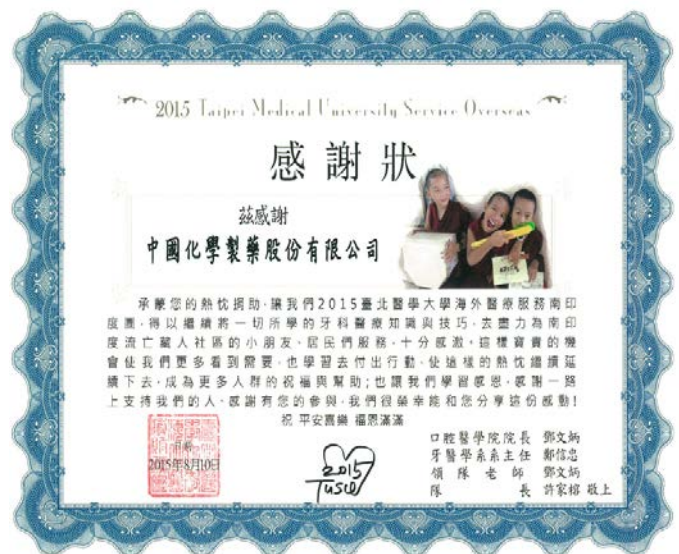 2015 Taipei Medical University Service Overseas
感謝狀
茲感謝
中國化學製藥股份有限公司
承蒙您的熱忱捐助，讓我們2015臺北醫學大學海外醫療服務南印
度團，得以繼續將一切所學的牙科醫療知識與技巧，去盡力為南印
度流亡藏人社區的小朋友、居民們服務，十分感激。這樣寶貴的機
會使我們更多看到需要，也學習去付出行動，使這樣的熱忱繼續延
續下去，成為更多人群的祝福與幫助；也讓我們學習感恩，感謝一路
上支持我們的人，感謝有您的參與，我們很榮幸能和您分享這份感動！
祝 平安喜樂 福恩滿滿
日期
2015年8月10日
2015
TUSCO
口腔醫學院院長 鄧文炳
牙醫學系系主任 鄭信忠
領隊老師 鄧文炳
隊長 許家榕 敬上